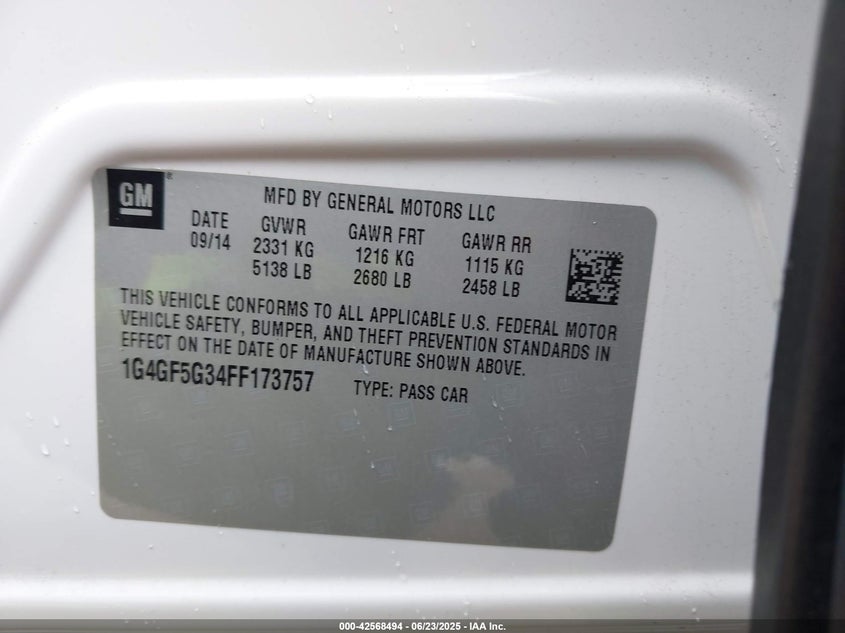 GM ®
MFD BY GENERAL MOTORS LLC
DATE GVWR GAWR FRT GAWR RR
09/14 2331 KG 1216 KG 1115 KG
5138 LB 2680 LB 2458 LB
THIS VEHICLE CONFORMS TO ALL APPLICABLE U.S. FEDERAL MOTOR
VEHICLE SAFETY, BUMPER, AND THEFT PREVENTION STANDARDS IN
EFFECT ON THE DATE OF MANUFACTURE SHOWN ABOVE.
1G4GF5G34FF173757 TYPE: PASS CAR
000-42568494 - 06/23/2025 - IAA Inc.